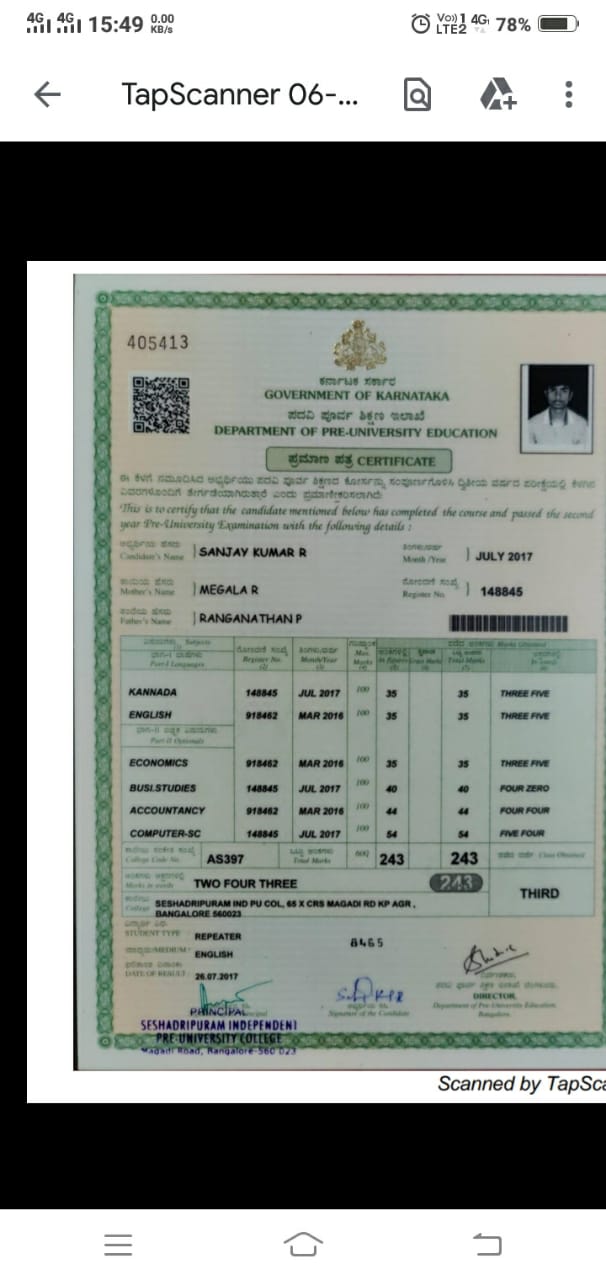 4G 4G 15:49 0.00 KB/s Vo)) 1 4G LTE2 78%
TapScanner 06-...
405413
ಕರ್ನಾಟಕ ಸರ್ಕಾರ
GOVERNMENT OF KARNATAKA
ಪದವಿ ಪೂರ್ವ ಶಿಕ್ಷಣ ಇಲಾಖೆ
DEPARTMENT OF PRE-UNIVERSITY EDUCATION
ಪ್ರಮಾಣ ಪತ್ರ CERTIFICATE
This is to certify that the candidate mentioned below has completed the course and passed the second
year Pre-University Examination with the following details :
Candidate's Name SANJAY KUMAR R Month /Year JULY 2017
Mother's Name MEGALA R Register No. 148845
Father's Name RANGANATHAN P
Subjects Marks Obtained
Part-I Languages Register No. Month/Year Max. Marks Total Marks
KANNADA 148845 JUL 2017 100 35 35 THREE FIVE
ENGLISH 918462 MAR 2016 100 35 35 THREE FIVE
Part-II Optionals
ECONOMICS 918462 MAR 2016 100 35 35 THREE FIVE
BUSI.STUDIES 148845 JUL 2017 100 40 40 FOUR ZERO
ACCOUNTANCY 918462 MAR 2016 100 44 44 FOUR FOUR
COMPUTER-SC 148845 JUL 2017 100 54 54 FIVE FOUR
College Code No. AS397 Total Marks 600 243 243 Class Obtained
Marks in words TWO FOUR THREE 243 THIRD
College SESHADRIPURAM IND PU COL, 65 X CRS MAGADI RD KP AGR,
BANGALORE 560023
STUDENT TYPE REPEATER 8465
MEDIUM ENGLISH
DATE OF RESULT 26.07.2017
PRINCIPAL Signature of the Candidate DIRECTOR,
Department of Pre-University Education
Bangalore
SESHADRIPURAM INDEPENDENT
PRE-UNIVERSITY COLLEGE
Magadi Road, Bangalore-560 023
Scanned by TapSca